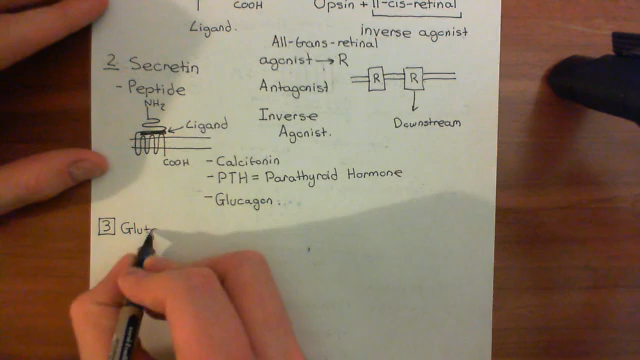 COOH
Opsin + 11-cis-retinal
Ligand.
inverse agonist
All-trans-retinal
2 Secretin
agonist → R
- Peptide
Antagonist
R R
NH2
Ligand
Inverse
Agonist.
Downstream
COOH
- Calcitonin
- PTH = Parathyroid Hormone
- Glucagon.
3 Glut